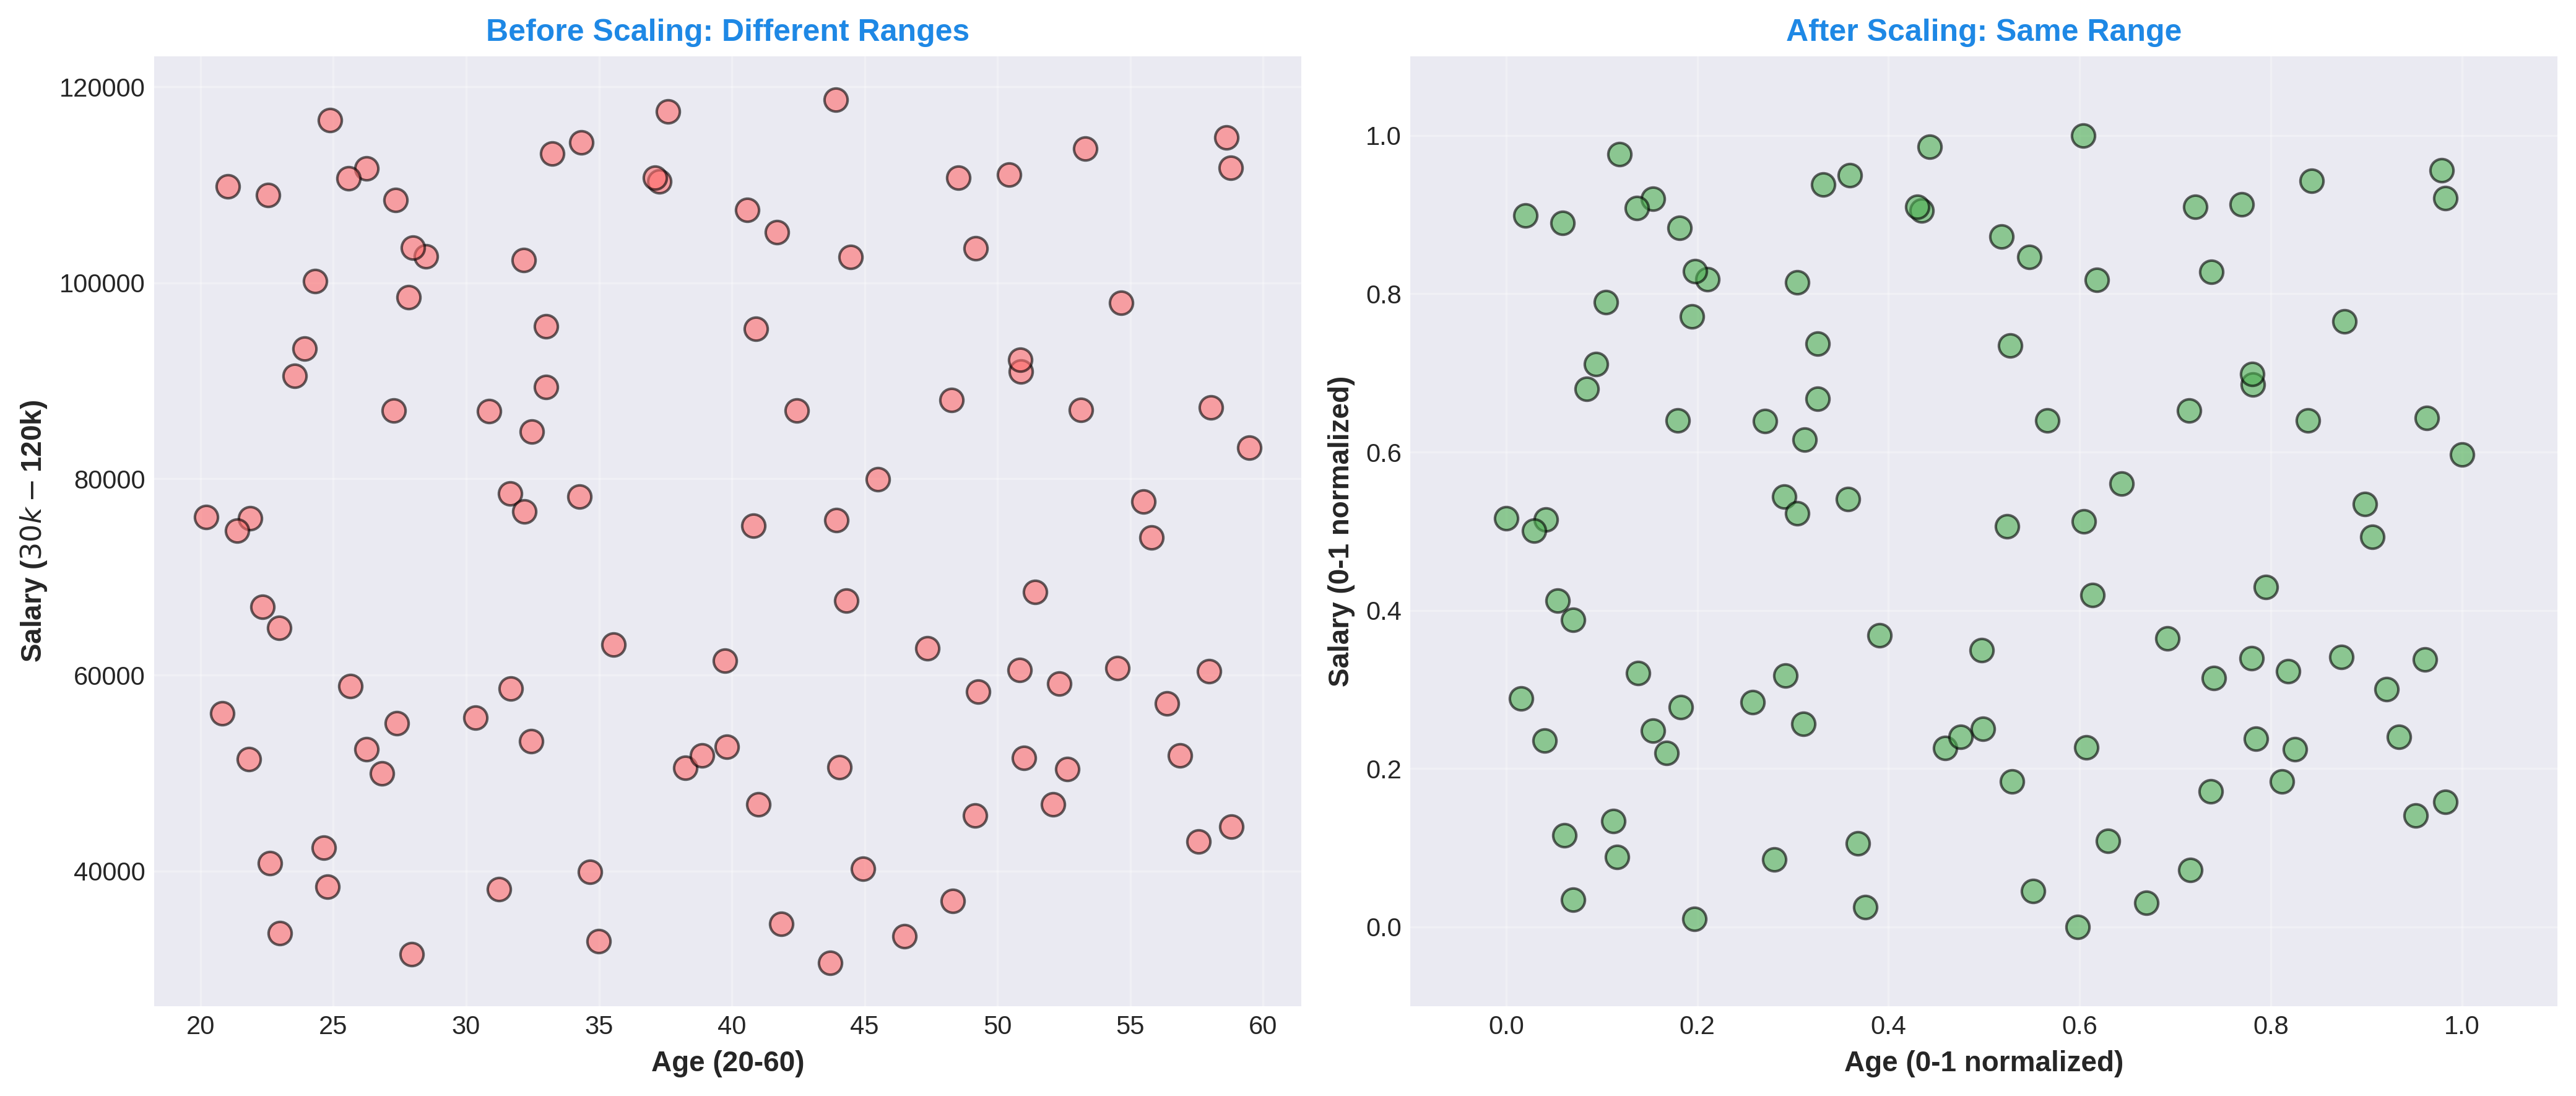 Before Scaling: Different Ranges
120000
100000
80000
60000
40000
Salary (30k − 120k)
20 25 30 35 40 45 50 55 60
Age (20-60)
After Scaling: Same Range
1.0
0.8
0.6
0.4
0.2
0.0
Salary (0-1 normalized)
0.0 0.2 0.4 0.6 0.8 1.0
Age (0-1 normalized)